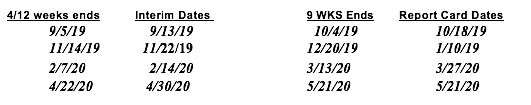 4/12 weeks ends Interim Dates 9 WKS Ends Report Card Dates
9/5/19 9/13/19 10/4/19 10/18/19
11/14/19 11/22/19 12/20/19 1/10/19
2/7/20 2/14/20 3/13/20 3/27/20
4/22/20 4/30/20 5/21/20 5/21/20